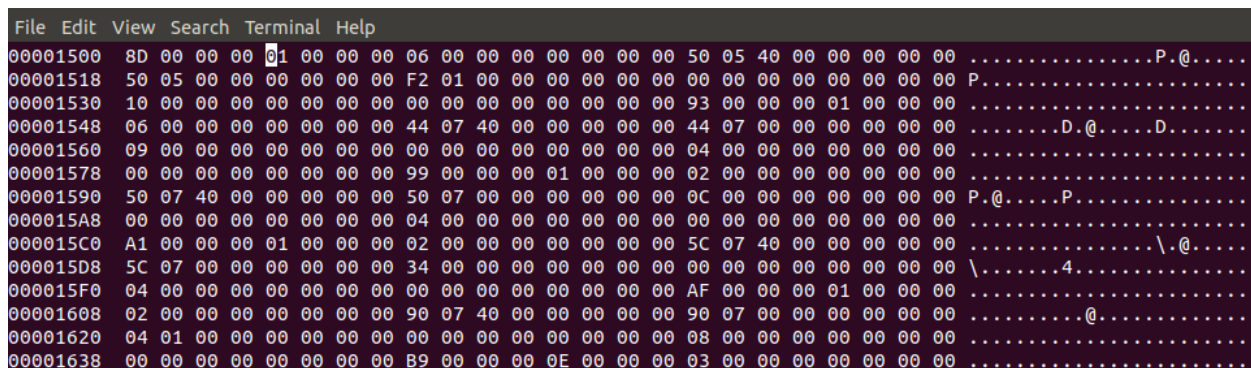 File Edit View Search Terminal Help
00001500 8D 00 00 00 01 00 00 00 06 00 00 00 00 00 00 00 50 05 40 00 00 00 00 00 ................P.@.....
00001518 50 05 00 00 00 00 00 00 F2 01 00 00 00 00 00 00 00 00 00 00 00 00 00 00 P.......................
00001530 10 00 00 00 00 00 00 00 00 00 00 00 00 00 00 00 93 00 00 00 01 00 00 00 ........................
00001548 06 00 00 00 00 00 00 00 44 07 40 00 00 00 00 00 44 07 00 00 00 00 00 00 ........D.@.....D.......
00001560 09 00 00 00 00 00 00 00 00 00 00 00 00 00 00 00 04 00 00 00 00 00 00 00 ........................
00001578 00 00 00 00 00 00 00 00 99 00 00 00 01 00 00 00 02 00 00 00 00 00 00 00 ........................
00001590 50 07 40 00 00 00 00 00 50 07 00 00 00 00 00 00 0C 00 00 00 00 00 00 00 P.@.....P...............
000015A8 00 00 00 00 00 00 00 00 04 00 00 00 00 00 00 00 00 00 00 00 00 00 00 00 ........................
000015C0 A1 00 00 00 01 00 00 00 02 00 00 00 00 00 00 00 5C 07 40 00 00 00 00 00 ................\.@.....
000015D8 5C 07 00 00 00 00 00 00 34 00 00 00 00 00 00 00 00 00 00 00 00 00 00 00 \.......4...............
000015F0 04 00 00 00 00 00 00 00 00 00 00 00 00 00 00 00 AF 00 00 00 01 00 00 00 ........................
00001608 02 00 00 00 00 00 00 00 90 07 40 00 00 00 00 00 90 07 00 00 00 00 00 00 ..........@.............
00001620 04 01 00 00 00 00 00 00 00 00 00 00 00 00 00 00 08 00 00 00 00 00 00 00 ........................
00001638 00 00 00 00 00 00 00 00 B9 00 00 00 0E 00 00 00 03 00 00 00 00 00 00 00 ........................